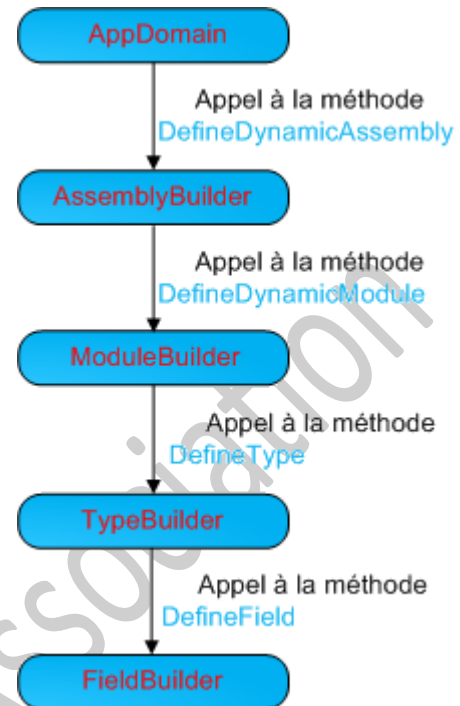 AppDomain
Appel à la méthode
DefineDynamicAssembly
AssemblyBuilder
Appel à la méthode
DefineDynamicModule
ModuleBuilder
Appel à la méthode
DefineType
TypeBuilder
Appel à la méthode
DefineField
FieldBuilder
ssociation